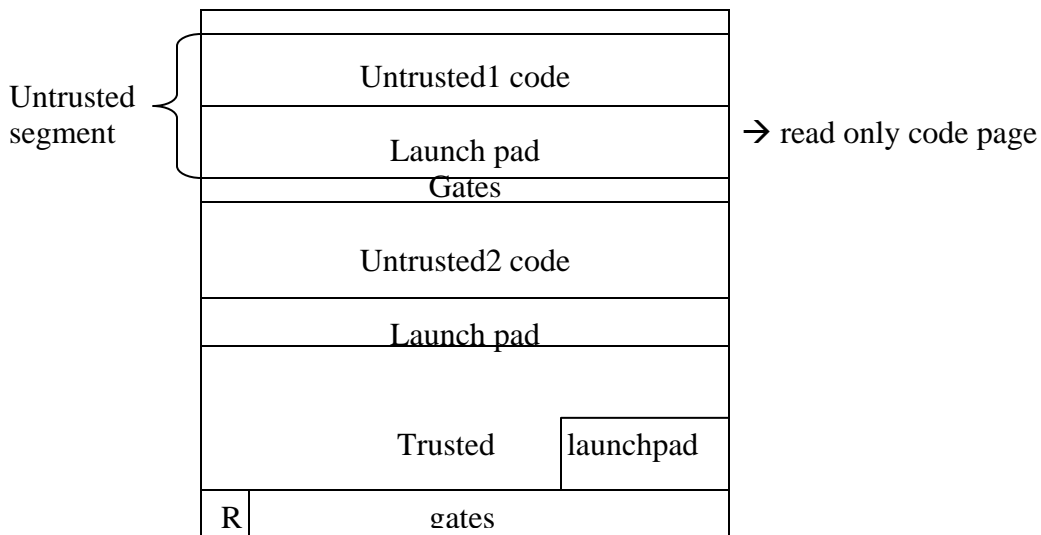 Untrusted1 code
Untrusted
segment
→ read only code page
Launch pad
Gates
Untrusted2 code
Launch pad
Trusted
launchpad
R
gates